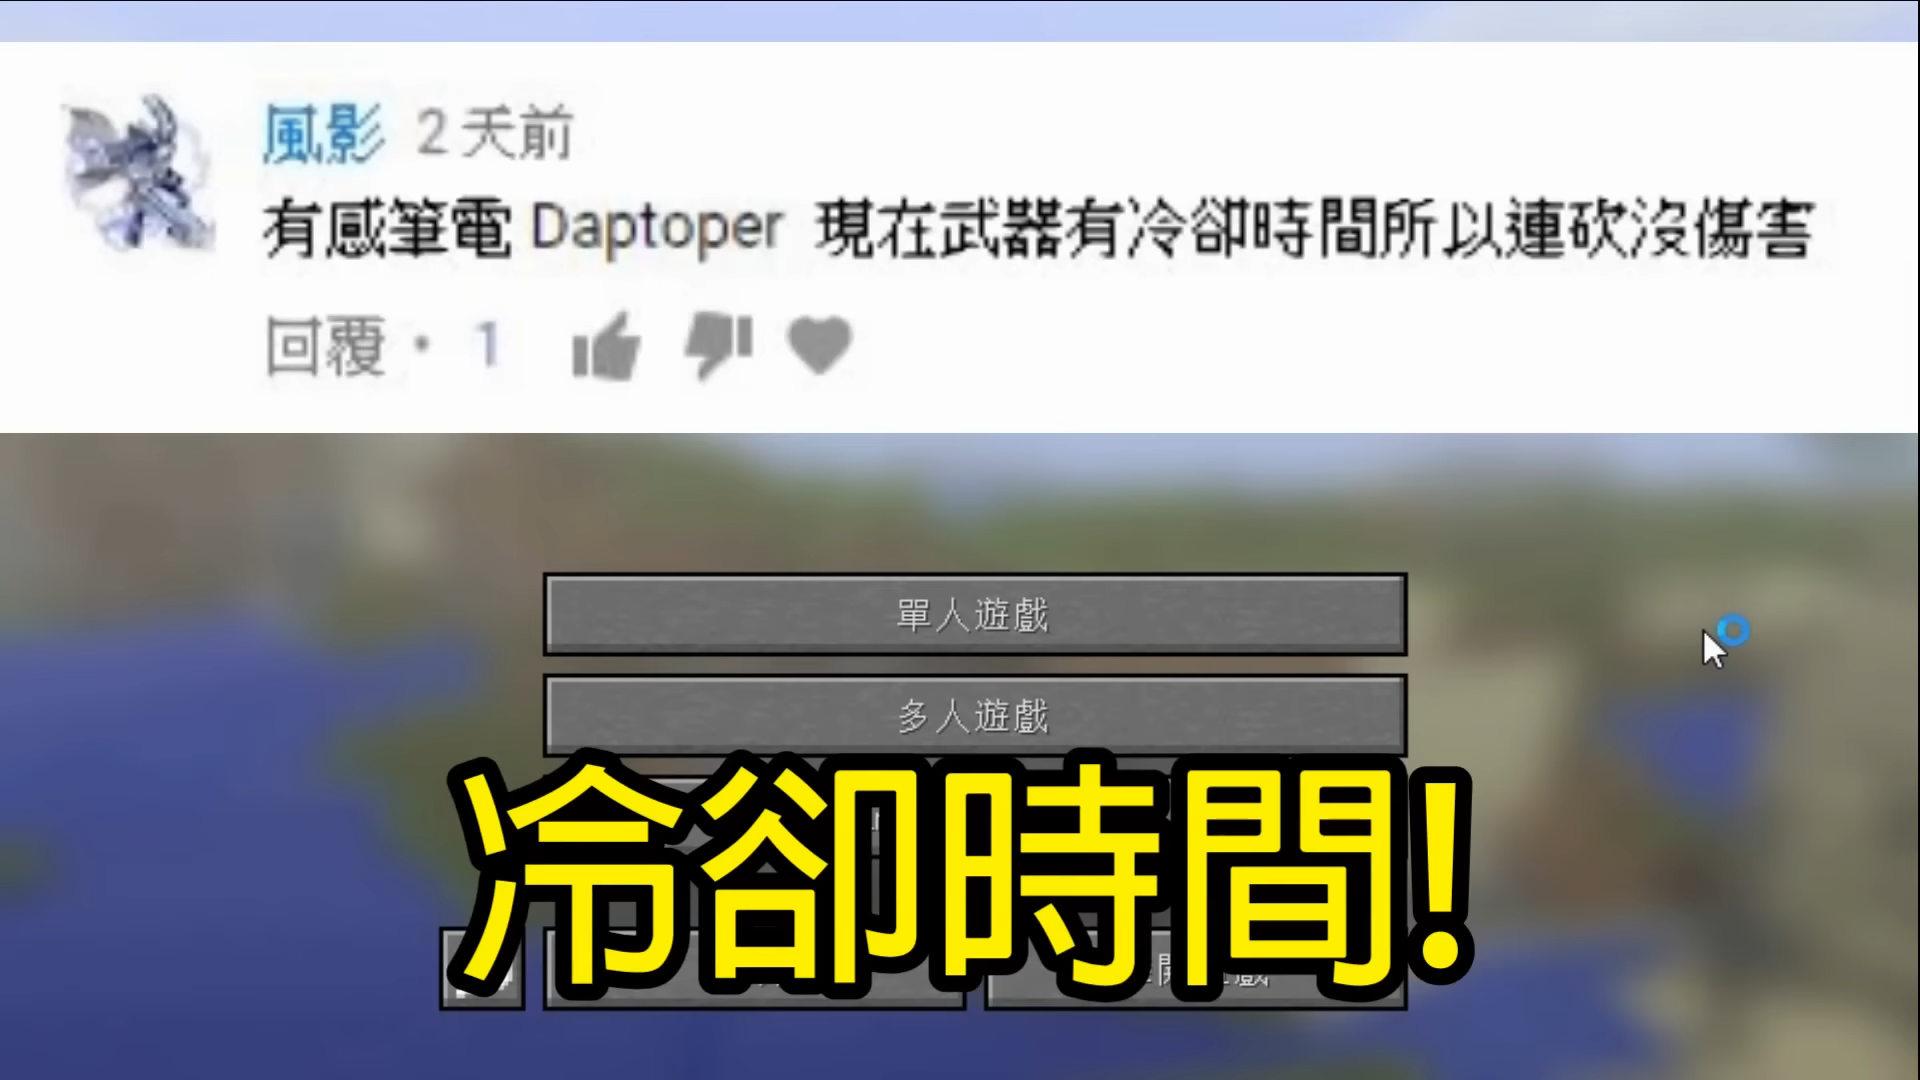 風影 2 天前
有感筆電 Daptoper 現在武器有冷卻時間所以連砍沒傷害
回覆 • 1
單人遊戲
多人遊戲
冷卻時間!
遊戲